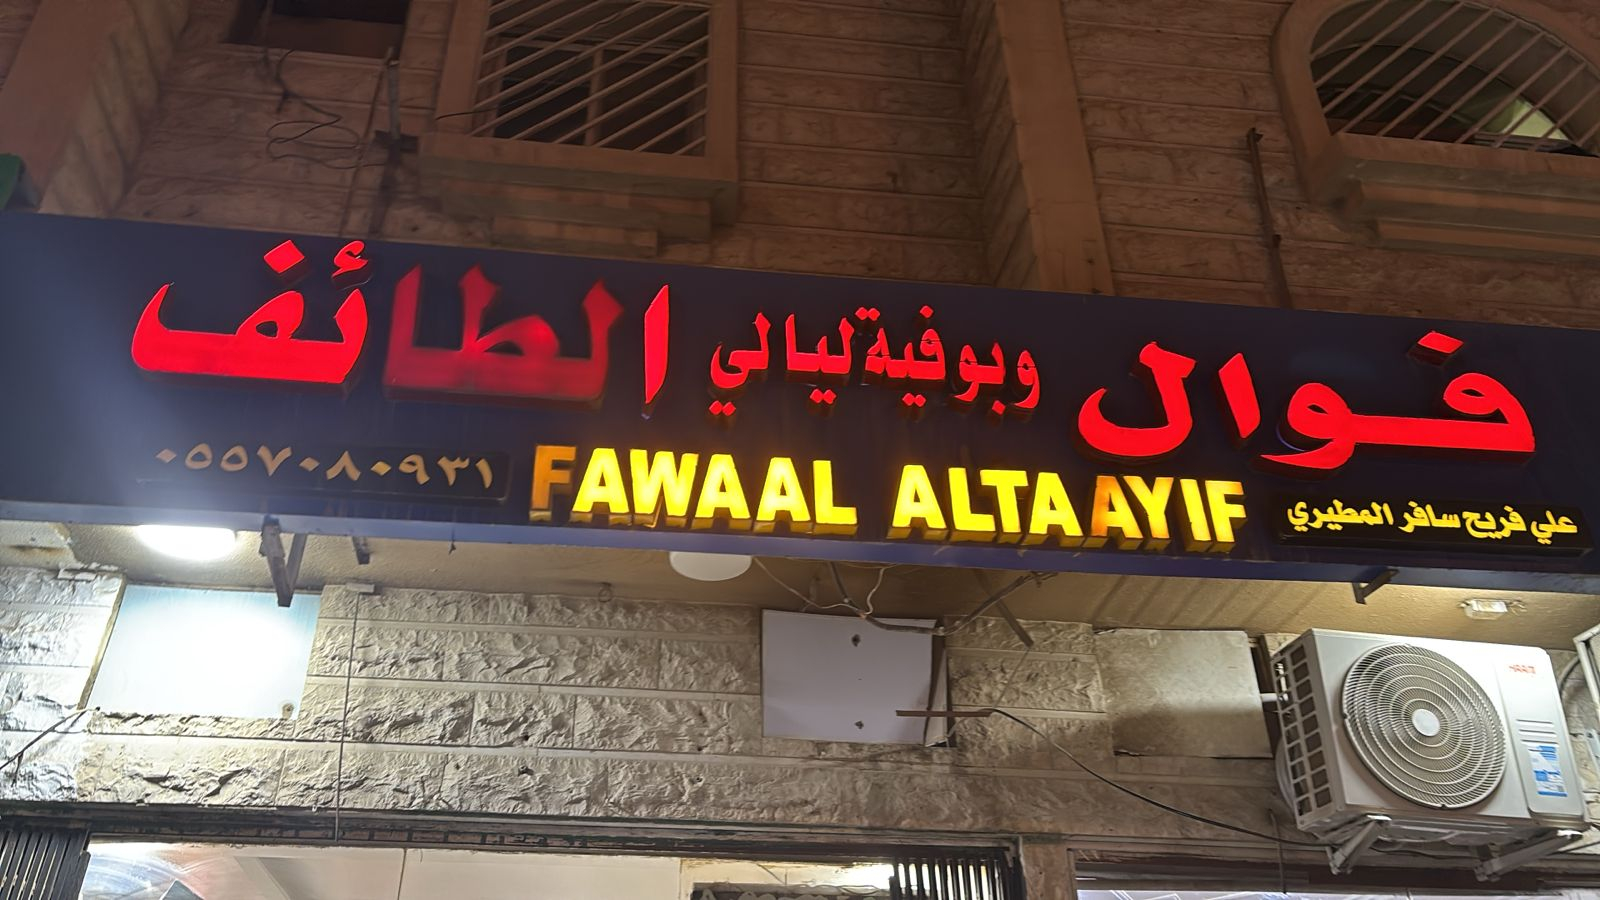 فوال وبوفية ليالي الطائف
FAWAAL ALTAAYIF
علي فريح سافر المطيري
٠٥٥٧٠٨٠٩٣١